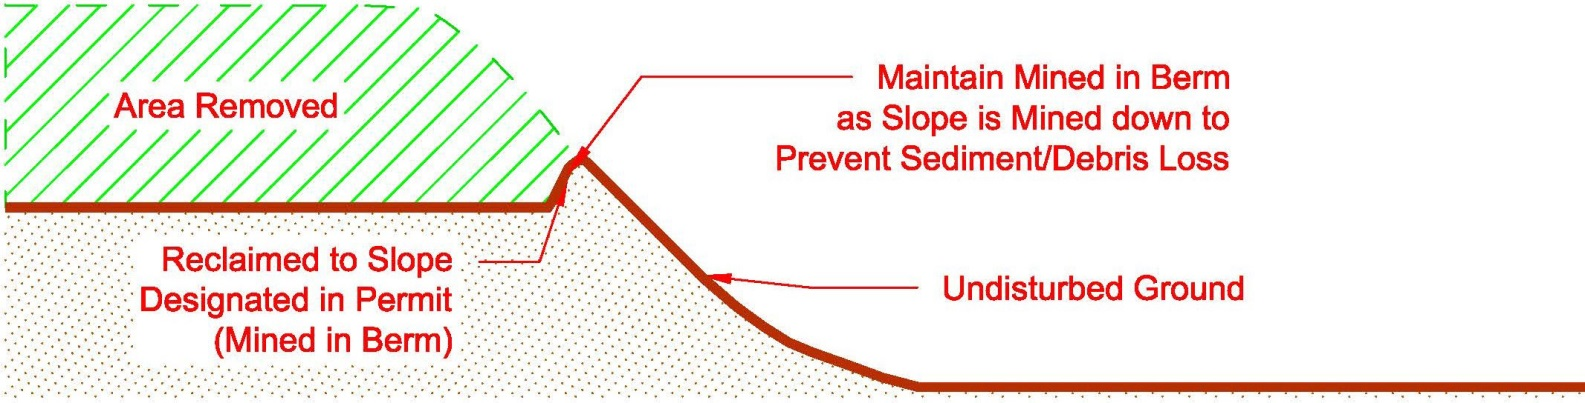 Area Removed
Maintain Mined in Berm
as Slope is Mined down to
Prevent Sediment/Debris Loss
Reclaimed to Slope
Designated in Permit
(Mined in Berm)
Undisturbed Ground